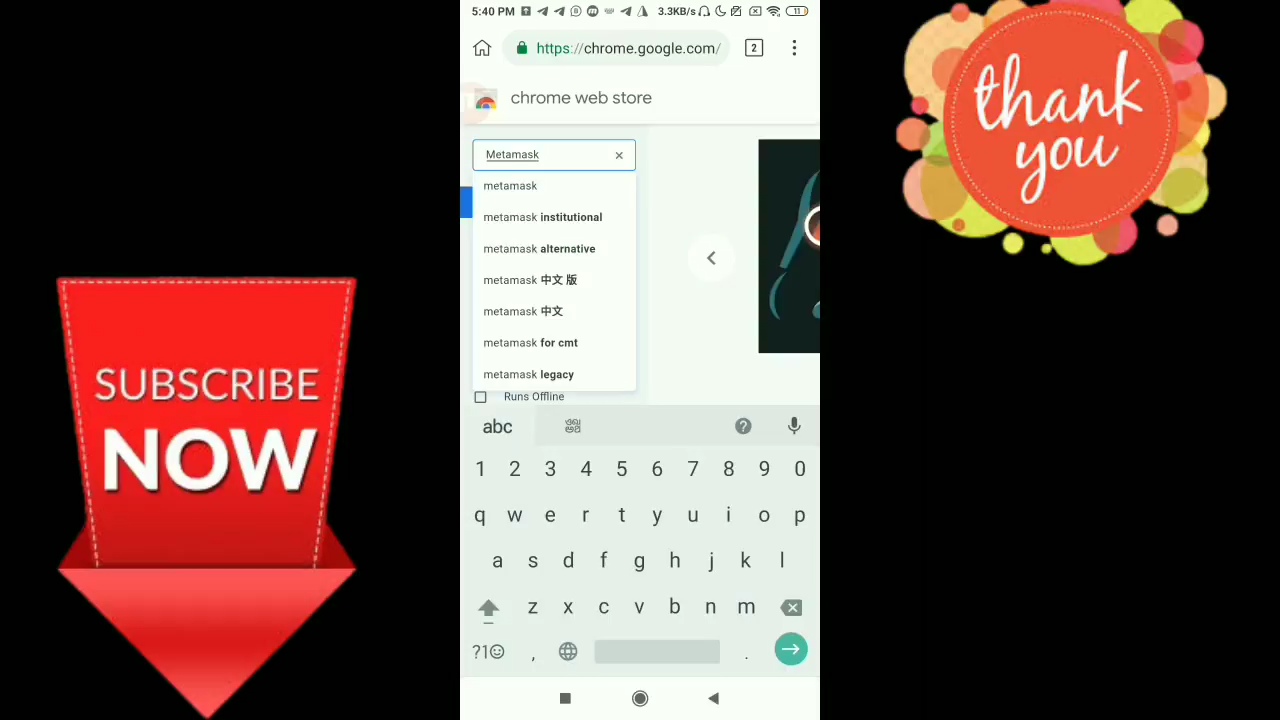 SUBSCRIBE
NOW
5:40 PM
3.3KB/s
11
https://chrome.google.com/
2
chrome web store
Metamask
metamask
metamask institutional
metamask alternative
metamask 中文 版
metamask 中文
metamask for cmt
metamask legacy
Runs Offline
abc
1 2 3 4 5 6 7 8 9 0
q w e r t y u i o p
a s d f g h j k l
z x c v b n m
?1☺ , .
thank
you